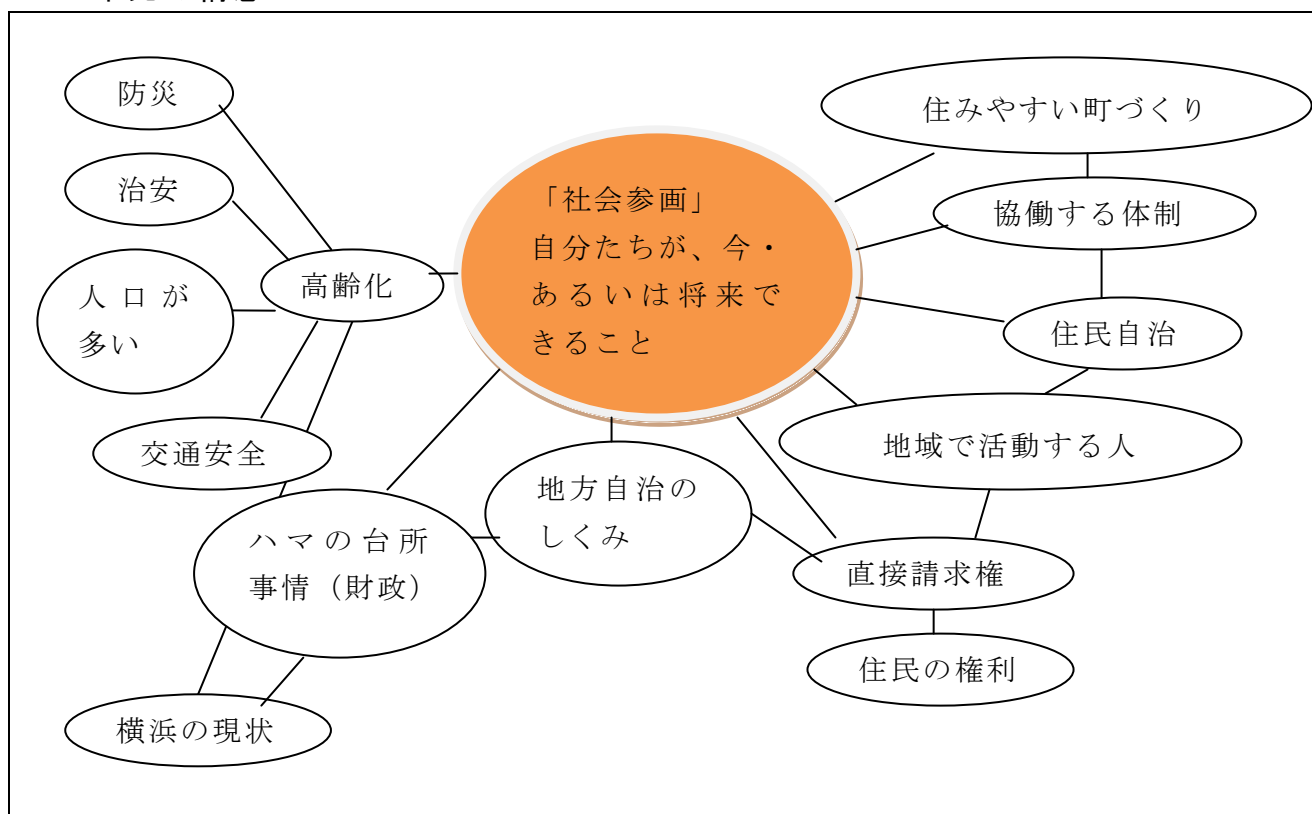 防災
治安
人口が
多い
高齢化
交通安全
ハマの台所
事情（財政）
横浜の現状
「社会参画」
自分たちが、今・
あるいは将来で
きること
地方自治の
しくみ
住みやすい町づくり
協働する体制
住民自治
地域で活動する人
直接請求権
住民の権利